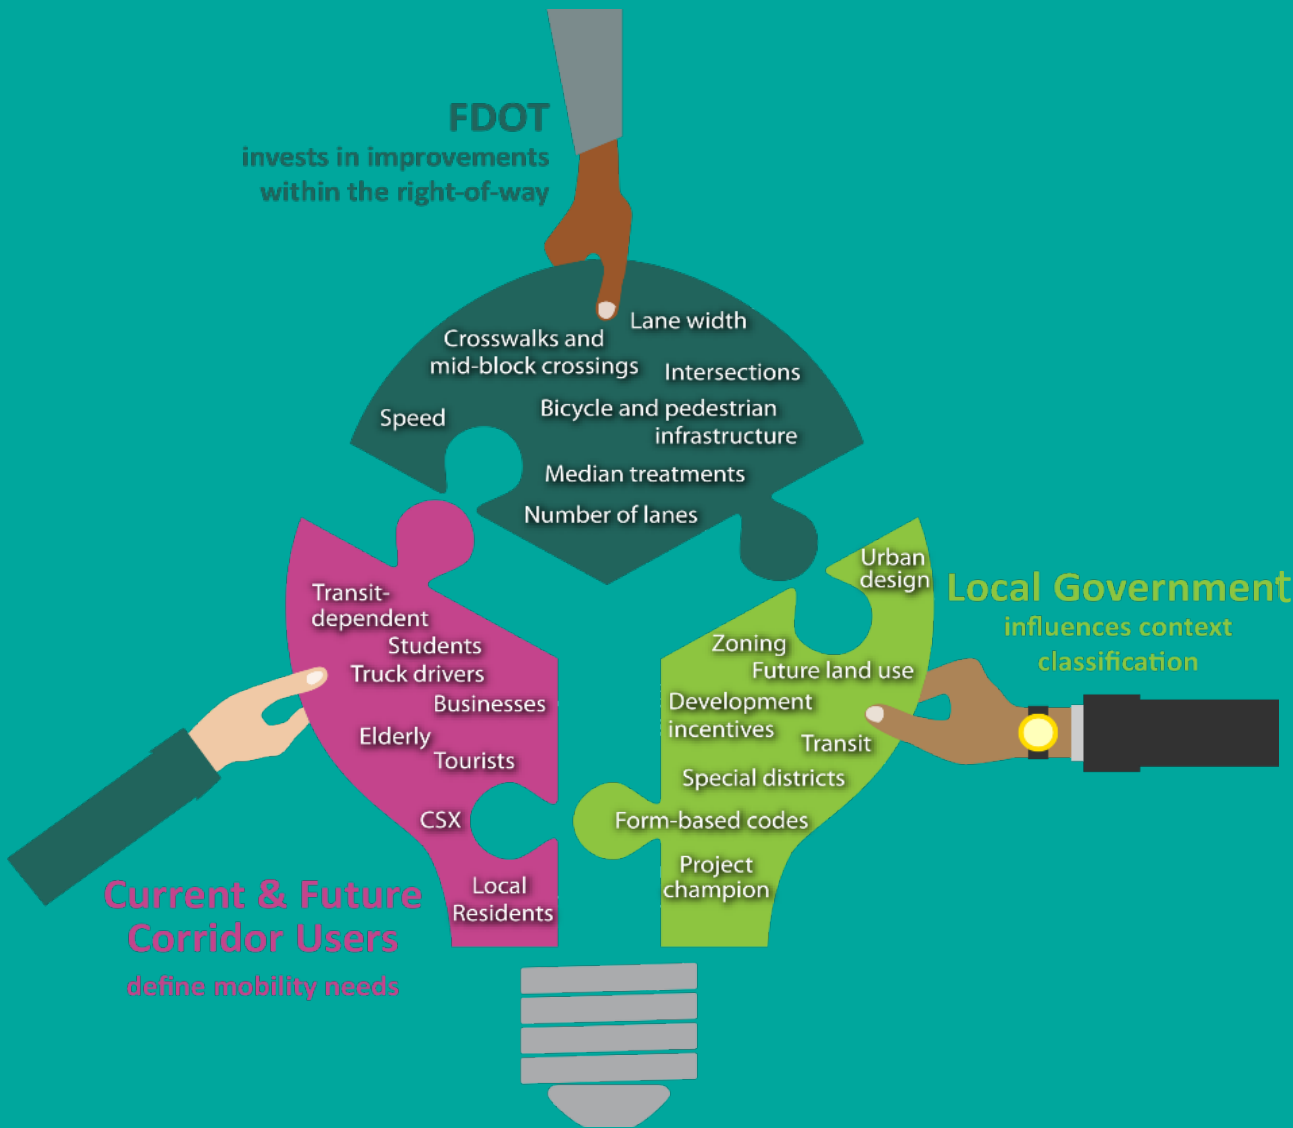 FDOT
invests in improvements
within the right-of-way
Lane width
Crosswalks and
mid-block crossings
Intersections
Speed
Bicycle and pedestrian
infrastructure
Median treatments
Number of lanes
Transit-
dependent
Students
Truck drivers
Businesses
Elderly
Tourists
CSX
Local
Residents
Current & Future
Corridor Users
define mobility needs
Urban
design
Zoning
Future land use
Development
incentives
Transit
Special districts
Form-based codes
Project
champion
Local Government
influences context
classification